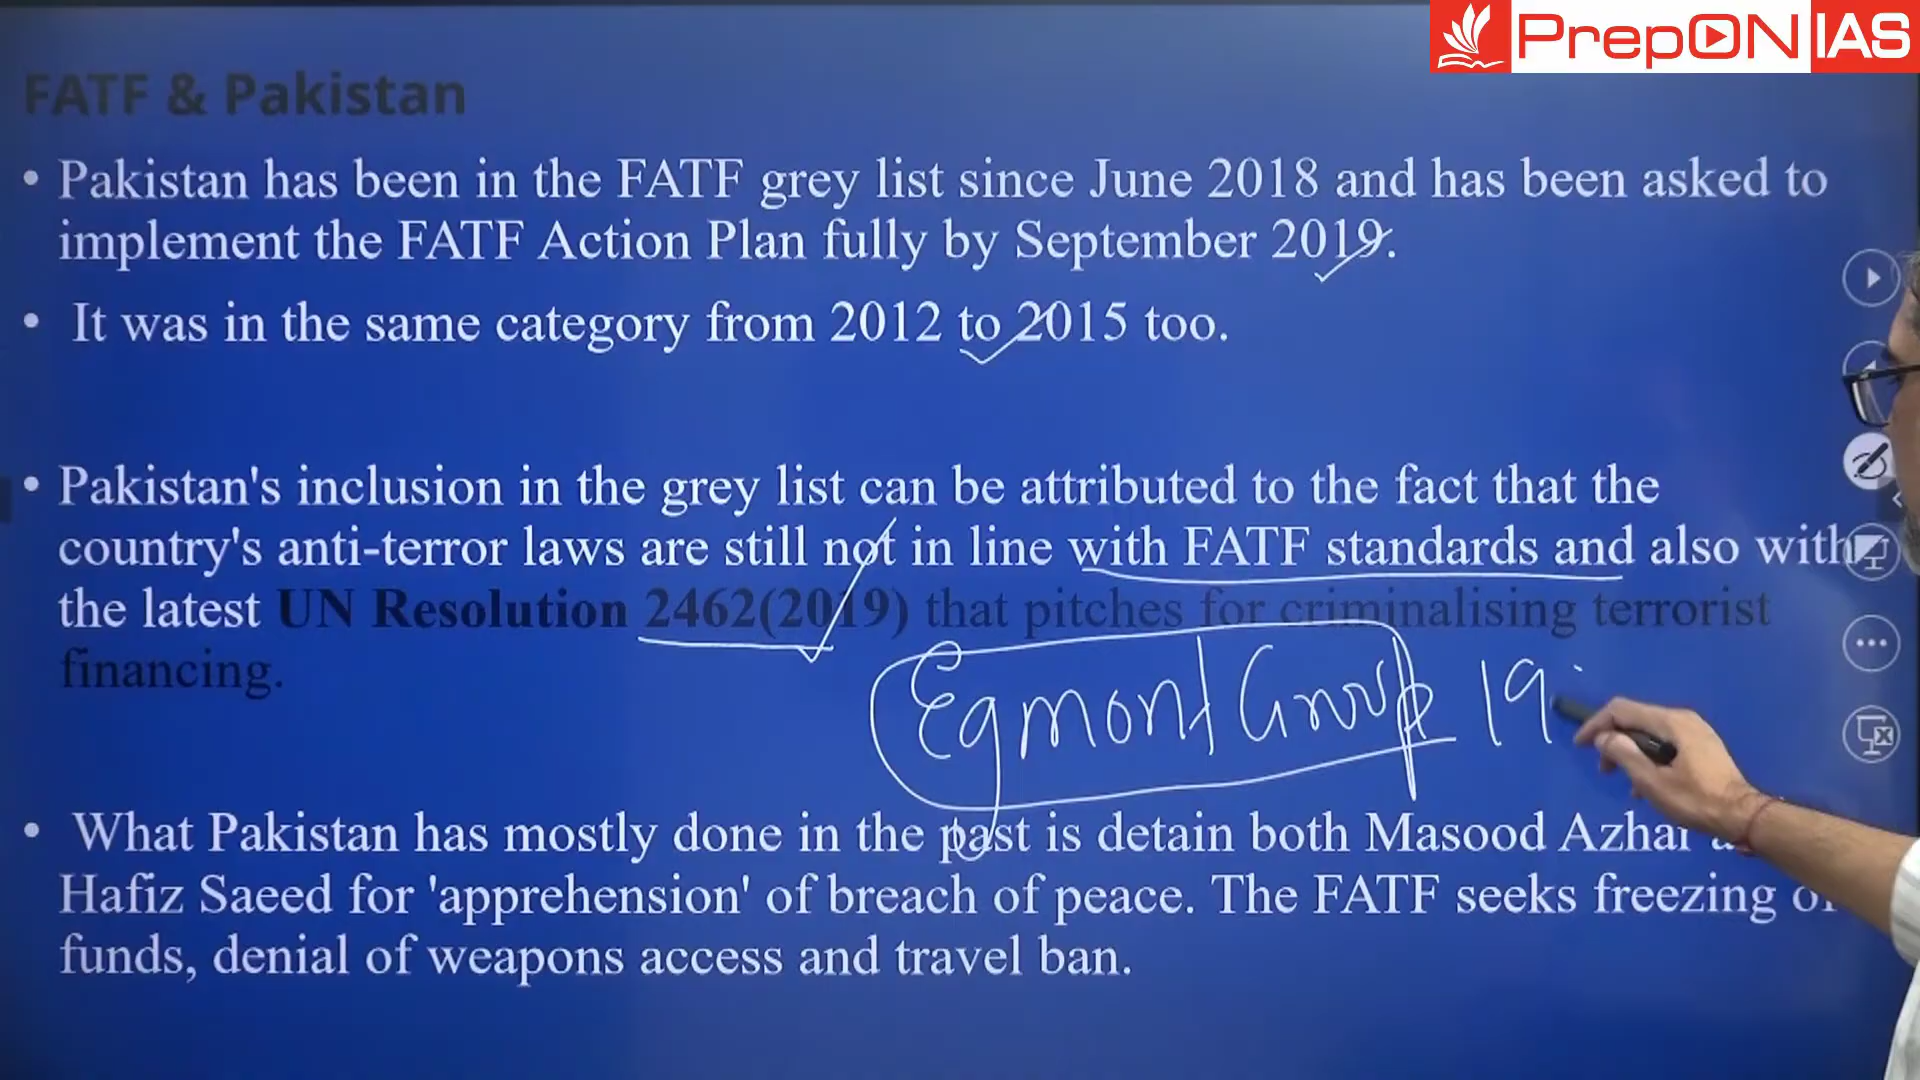 PrepON IAS
FATF & Pakistan
• Pakistan has been in the FATF grey list since June 2018 and has been asked to
implement the FATF Action Plan fully by September 2019.
• It was in the same category from 2012 to 2015 too.
• Pakistan's inclusion in the grey list can be attributed to the fact that the
country's anti-terror laws are still not in line with FATF standards and also with
the latest UN Resolution 2462(2019) that pitches for criminalising terrorist
financing.
Egmont Group 19
• What Pakistan has mostly done in the past is detain both Masood Azhar
Hafiz Saeed for 'apprehension' of breach of peace. The FATF seeks freezing of
funds, denial of weapons access and travel ban.